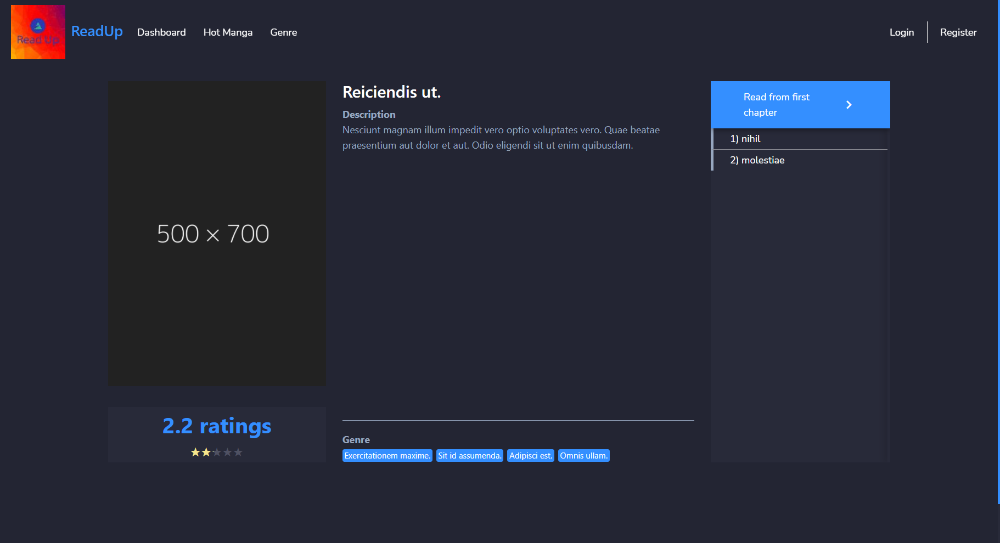 Read Up
ReadUp
Dashboard
Hot Manga
Genre
Login
Register
500 × 700
2.2 ratings
Reiciendis ut.
Description
Nesciunt magnam illum impedit vero optio voluptates vero. Quae beatae
praesentium aut dolor et aut. Odio eligendi sit ut enim quibusdam.
Genre
Exercitationem maxime.
Sit id assumenda.
Adipisci est.
Omnis ullam.
Read from first
chapter
1) nihil
2) molestiae